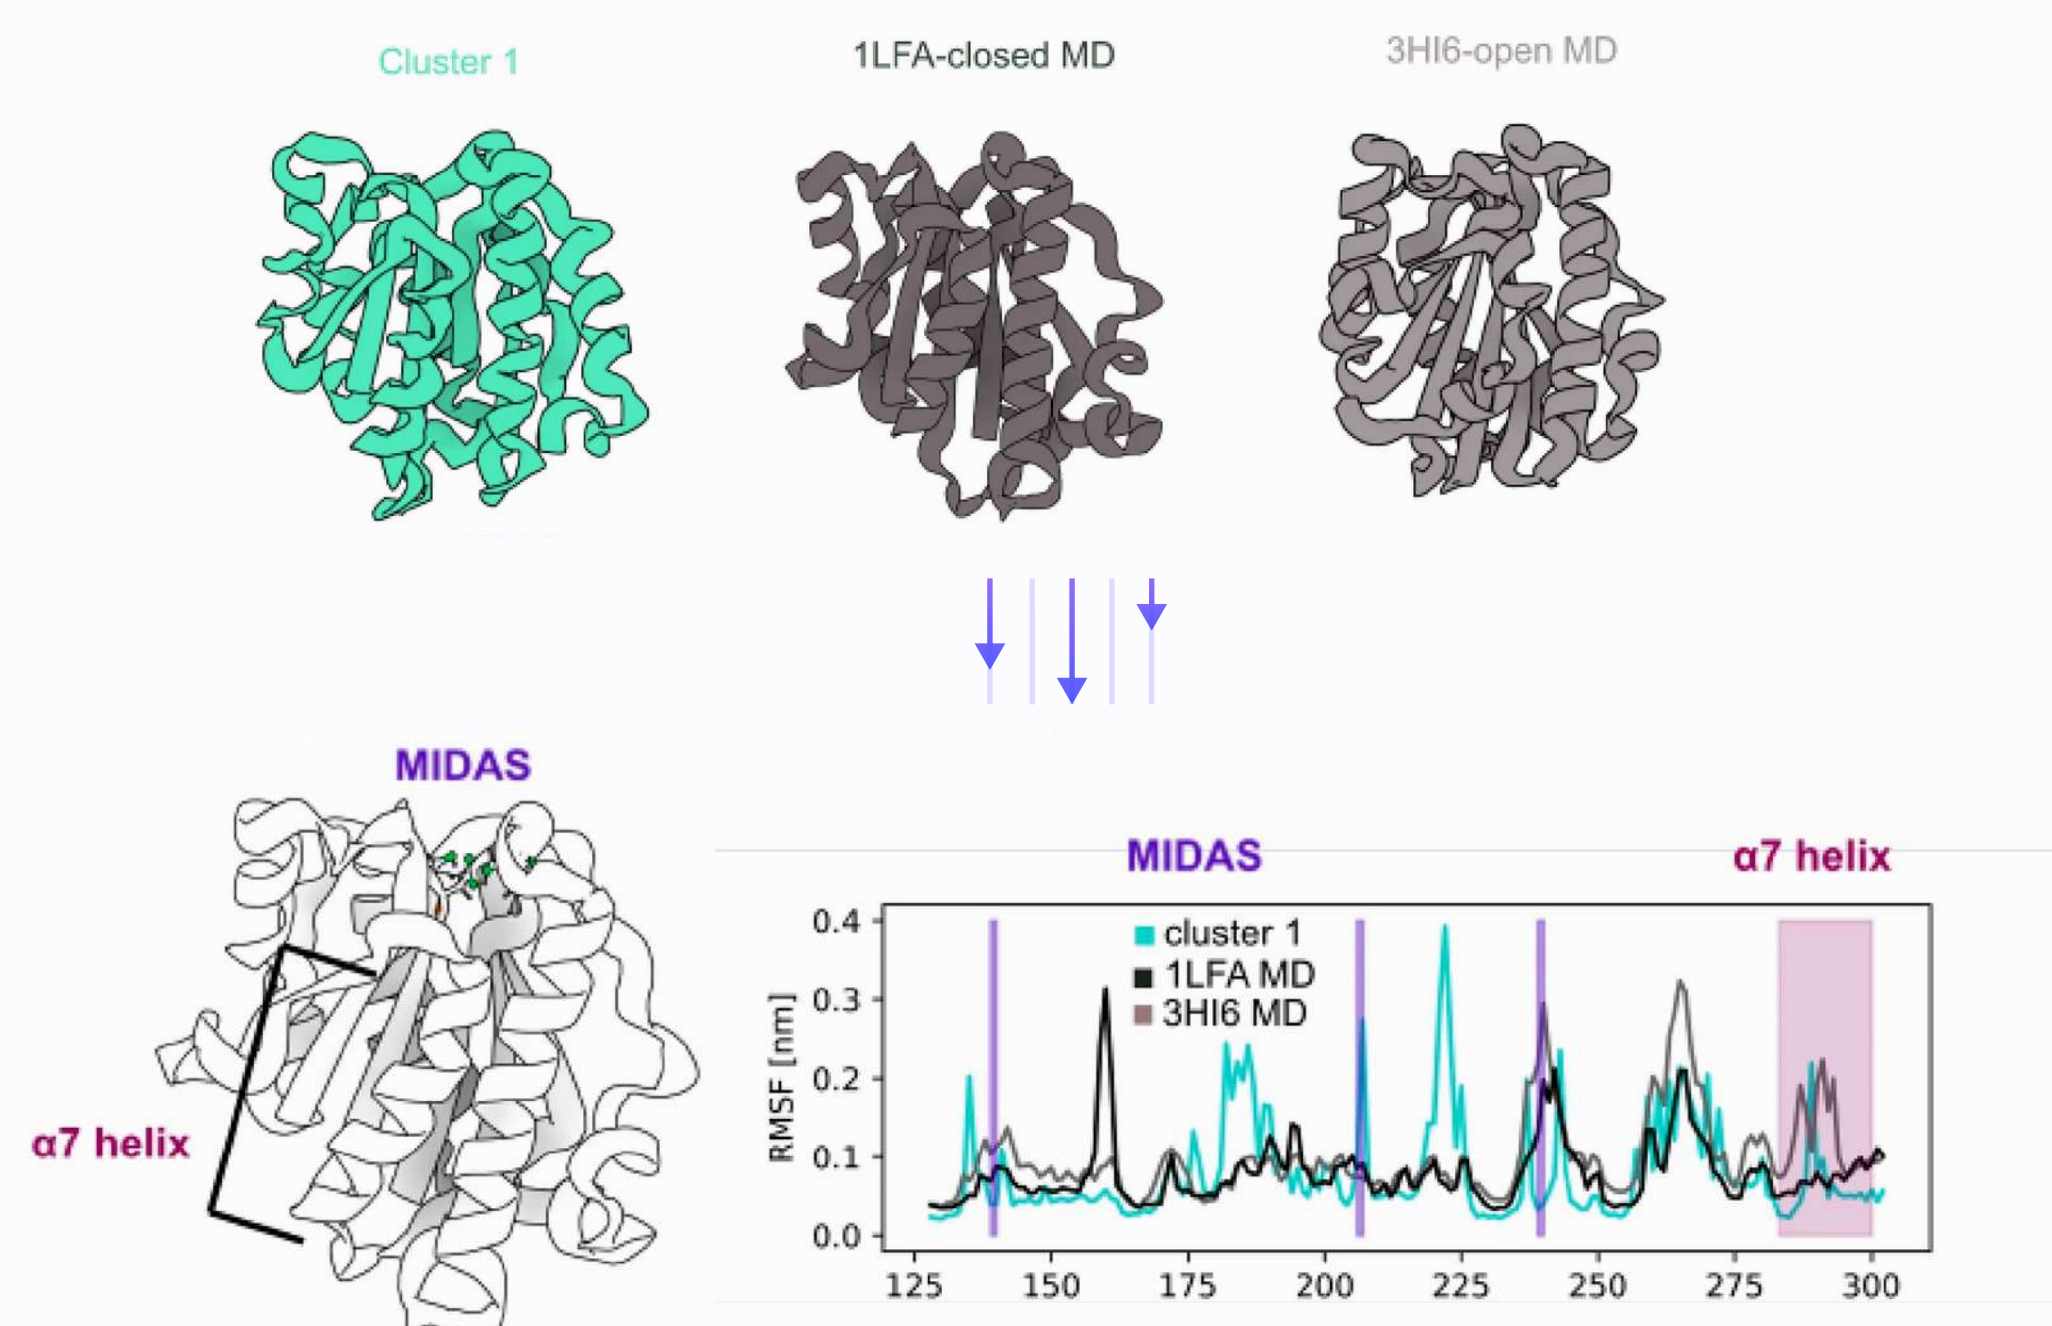 Cluster 1
1LFA-closed MD
3HI6-open MD
MIDAS
α7 helix
MIDAS
α7 helix
cluster 1
1LFA MD
3HI6 MD
RMSF [nm]
0.4
0.3
0.2
0.1
0.0
125 150 175 200 225 250 275 300